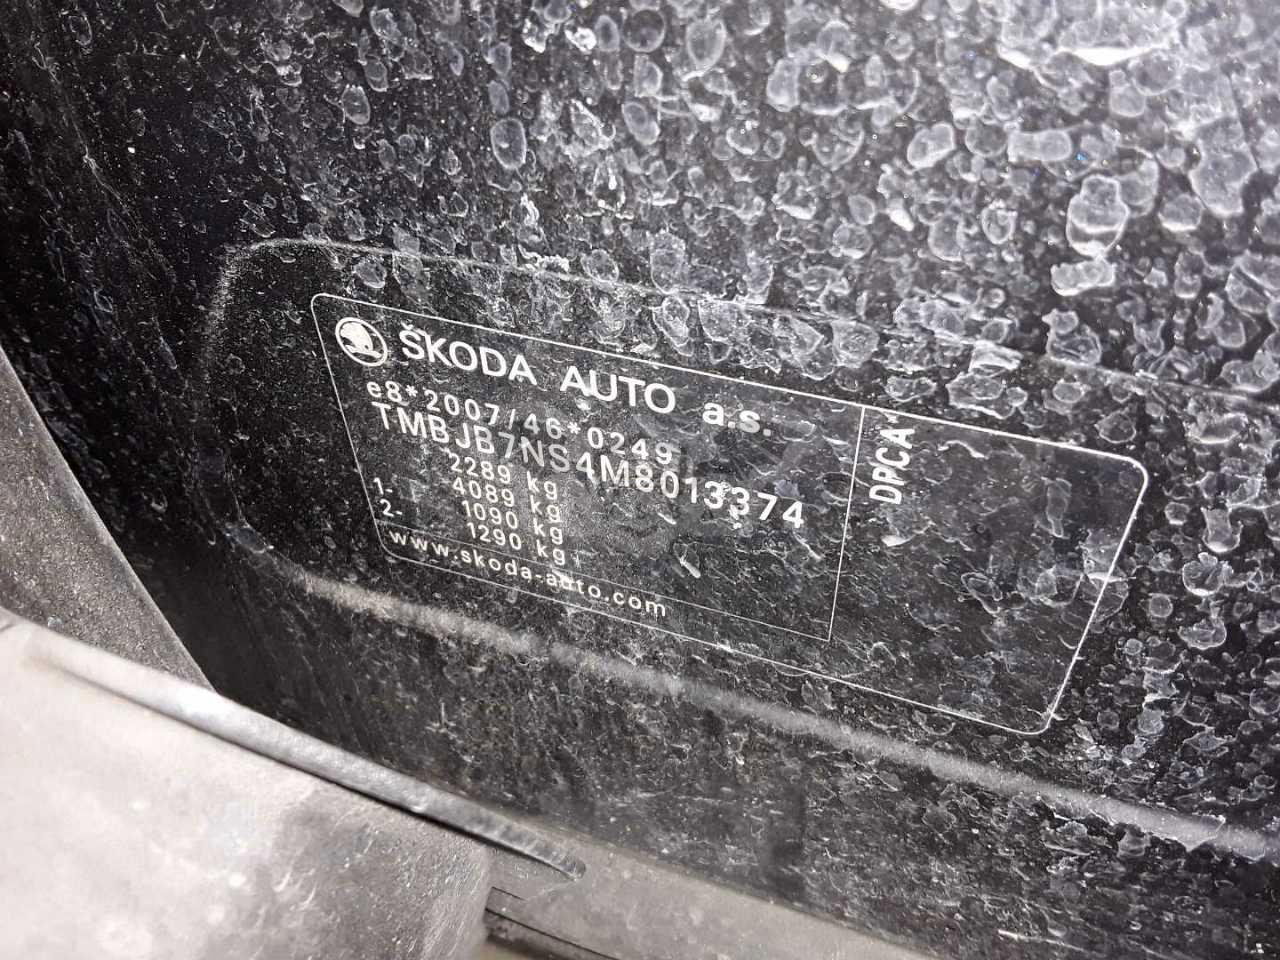 ŠKODA AUTO a.s.
e8*2007/46*0249
TMBJB7NS4M8013374
2289 kg
4089 kg
1- 1090 kg
2- 1290 kg
www.skoda-auto.com
DPCA